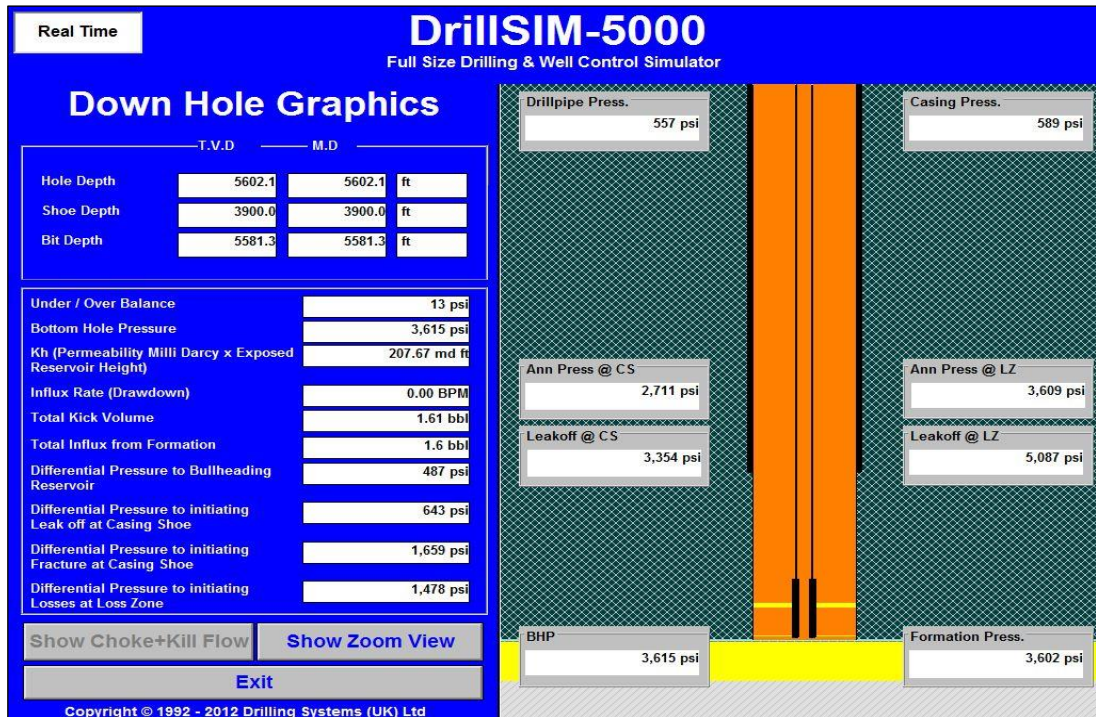 Real Time
DrillSIM-5000
Full Size Drilling & Well Control Simulator
Down Hole Graphics
T.V.D M.D
Hole Depth 5602.1 5602.1 ft
Shoe Depth 3900.0 3900.0 ft
Bit Depth 5581.3 5581.3 ft
Under / Over Balance 13 psi
Bottom Hole Pressure 3,615 psi
Kh (Permeability Milli Darcy x Exposed 207.67 md ft
Reservoir Height)
Influx Rate (Drawdown) 0.00 BPM
Total Kick Volume 1.61 bbl
Total Influx from Formation 1.6 bbl
Differential Pressure to Bullheading 487 psi
Reservoir
Differential Pressure to initiating 643 psi
Leak off at Casing Shoe
Differential Pressure to initiating 1,659 psi
Fracture at Casing Shoe
Differential Pressure to initiating 1,478 psi
Losses at Loss Zone
Show Choke+Kill Flow Show Zoom View
Exit
Copyright © 1992 - 2012 Drilling Systems (UK) Ltd
Drillpipe Press.
557 psi
Casing Press.
589 psi
Ann Press @ CS
2,711 psi
Ann Press @ LZ
3,609 psi
Leakoff @ CS
3,354 psi
Leakoff @ LZ
5,087 psi
BHP
3,615 psi
Formation Press.
3,602 psi